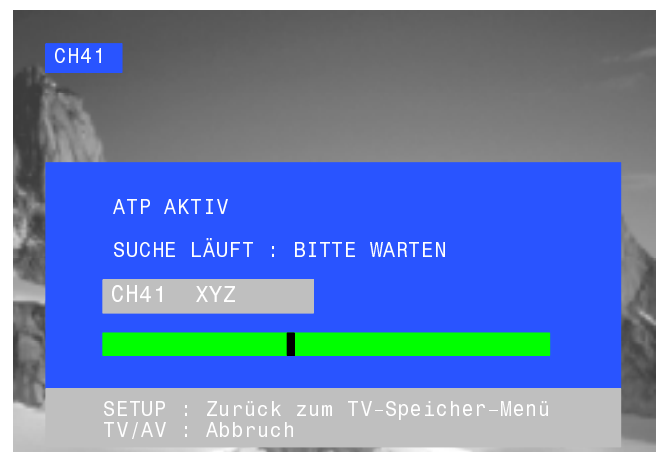 CH41
ATP AKTIV
SUCHE LÄUFT : BITTE WARTEN
CH41 XYZ
SETUP : Zurück zum TV-Speicher-Menü
TV/AV : Abbruch